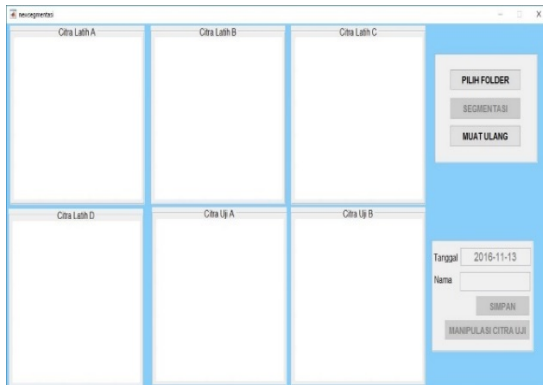 newsegmentasi
Citra Latih A
Citra Latih B
Citra Latih C
PILIH FOLDER
SEGMENTASI
MUAT ULANG
Citra Latih D
Citra Uji A
Citra Uji B
Tanggal 2016-11-13
Nama
SIMPAN
MANIPULASI CITRA UJI